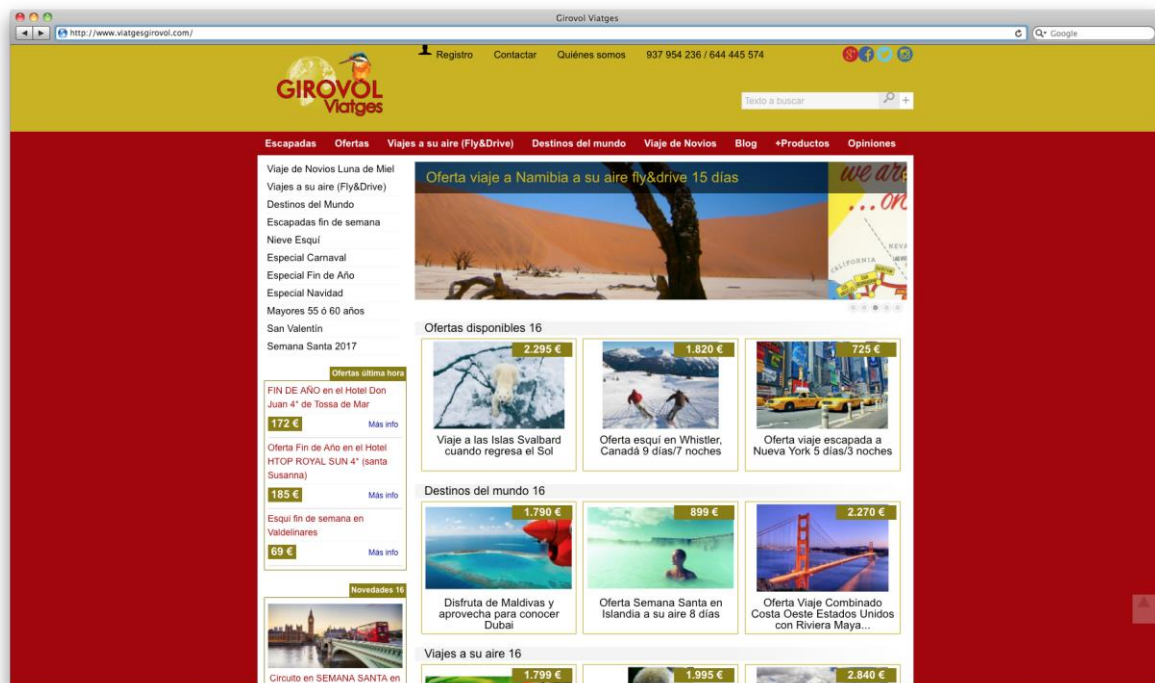 Girovol Viatges
http://www.viatgesgirovol.com/
Google
GIROVOL
Viatges
Registro Contactar Quiénes somos 937 954 236 / 644 445 574
Texto a buscar
Escapadas Ofertas Viajes a su aire (Fly&Drive) Destinos del mundo Viaje de Novios Blog +Productos Opiniones
Viaje de Novios Luna de Miel
Viajes a su aire (Fly&Drive)
Destinos del Mundo
Escapadas fin de semana
Nieve Esquí
Especial Carnaval
Especial Fin de Año
Especial Navidad
Mayores 55 ó 60 años
San Valentín
Semana Santa 2017
Ofertas última hora
FIN DE AÑO en el Hotel Don
Juan 4* de Tossa de Mar
172 €
Más info
Oferta Fin de Año en el Hotel
HTOP ROYAL SUN 4* (santa
Susanna)
185 €
Más info
Esqui fin de semana en
Valdelinares
69 €
Más info
Novedades 16
Circuito en SEMANA SANTA en
Oferta viaje a Namibia a su aire fly&drive 15 días
we are
...on
NEVA
CALIFORNIA
Ofertas disponibles 16
2.295 €
Viaje a las Islas Svalbard
cuando regresa el Sol
1.820 €
Oferta esquí en Whistler,
Canadá 9 días/7 noches
725 €
Oferta viaje escapada a
Nueva York 5 días/3 noches
Destinos del mundo 16
1.790 €
Disfruta de Maldivas y
aprovecha para conocer
Dubai
899 €
Oferta Semana Santa en
Islandia a su aire 8 días
2.270 €
Oferta Viaje Combinado
Costa Oeste Estados Unidos
con Riviera Maya...
Viajes a su aire 16
1.799 €
1.995 €
2.840 €